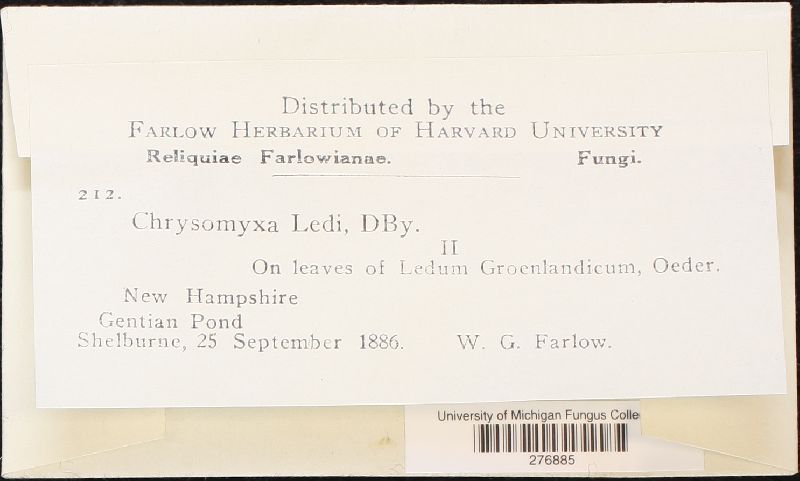 Distributed by the
FARLOW HERBARIUM OF HARVARD UNIVERSITY
Reliquiae Farlowianae. Fungi.
212.
Chrysomyxa Ledi, DBy.
II
On leaves of Ledum Groenlandicum, Oeder.
New Hampshire
Gentian Pond
Shelburne, 25 September 1886. W. G. Farlow.
University of Michigan Fungus Colle
276885